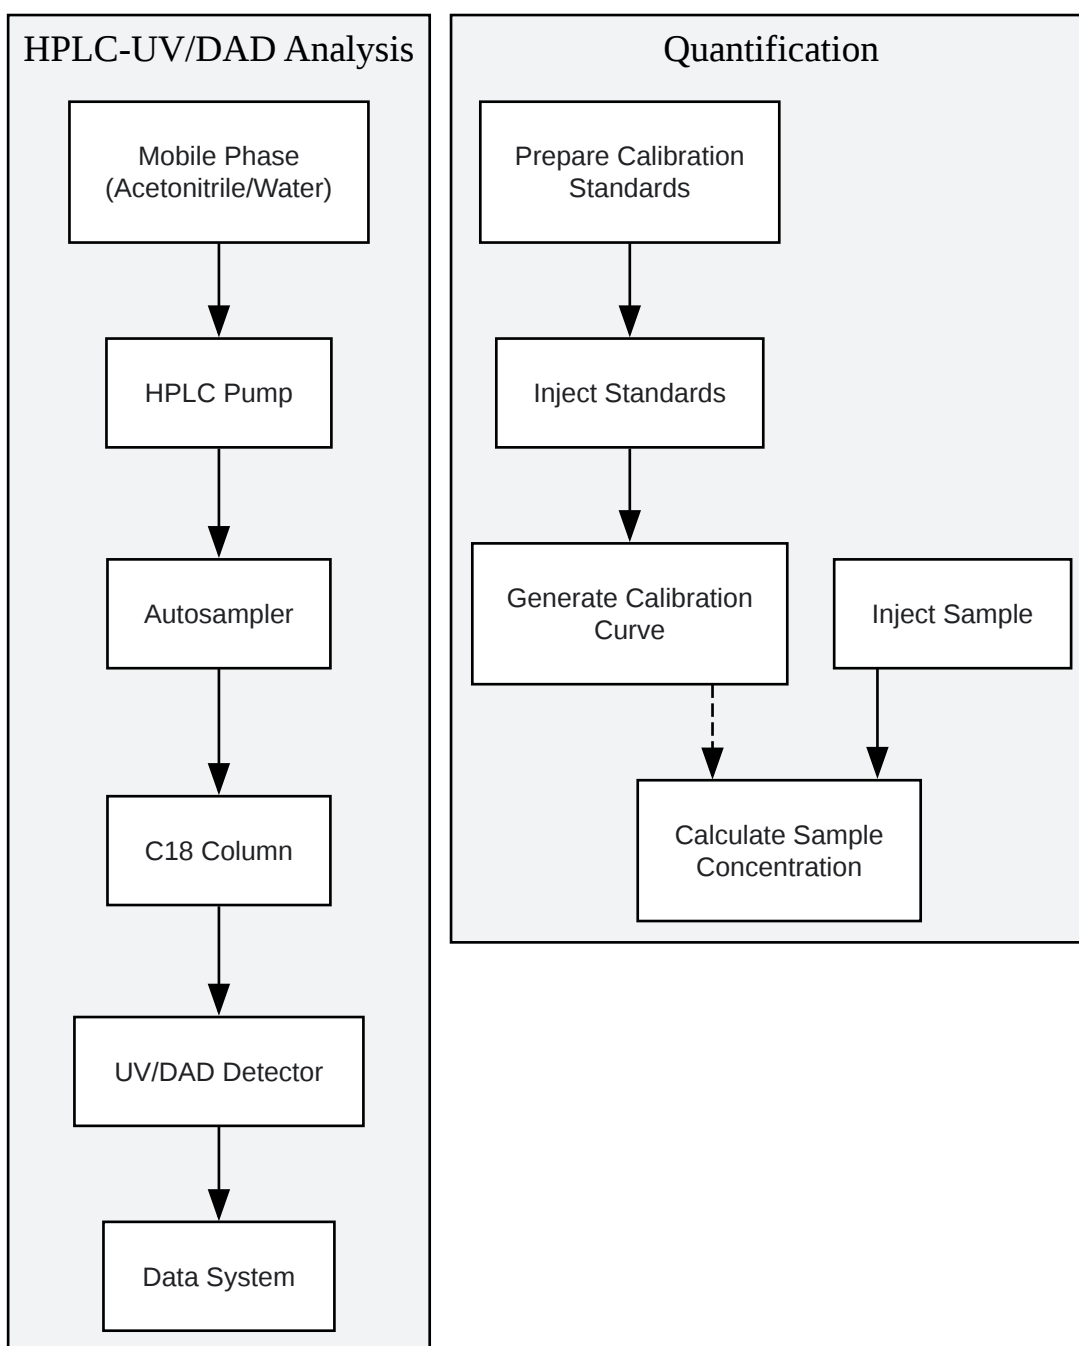 HPLC-UV/DAD Analysis
Mobile Phase
(Acetonitrile/Water)
HPLC Pump
Autosampler
C18 Column
UV/DAD Detector
Data System
Quantification
Prepare Calibration
Standards
Inject Standards
Generate Calibration
Curve
Inject Sample
Calculate Sample
Concentration